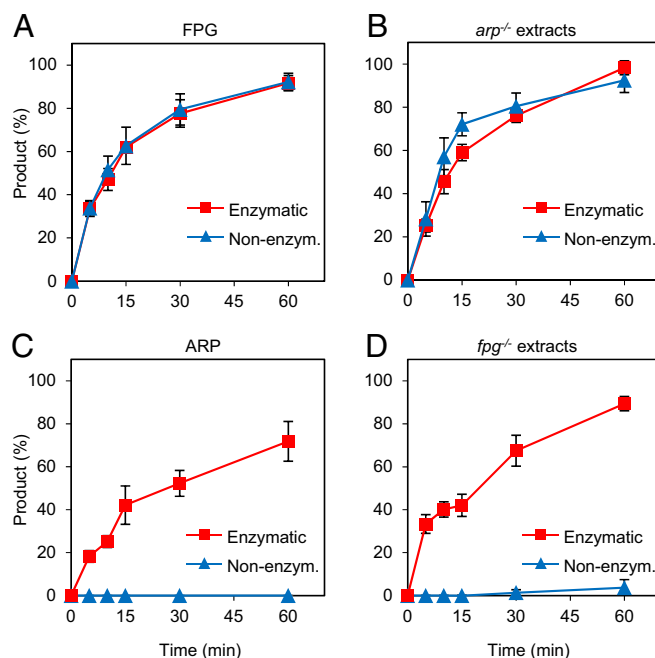 A
FPG
Product (%)
100
80
60
40
20
0
Enzymatic
Non-enzym.
0 15 30 45 60
B
arp-/- extracts
100
80
60
40
20
0
Enzymatic
Non-enzym.
0 15 30 45 60
C
ARP
Product (%)
100
80
60
40
20
0
Enzymatic
Non-enzym.
0 15 30 45 60
Time (min)
D
fpg-/- extracts
100
80
60
40
20
0
Enzymatic
Non-enzym.
0 15 30 45 60
Time (min)